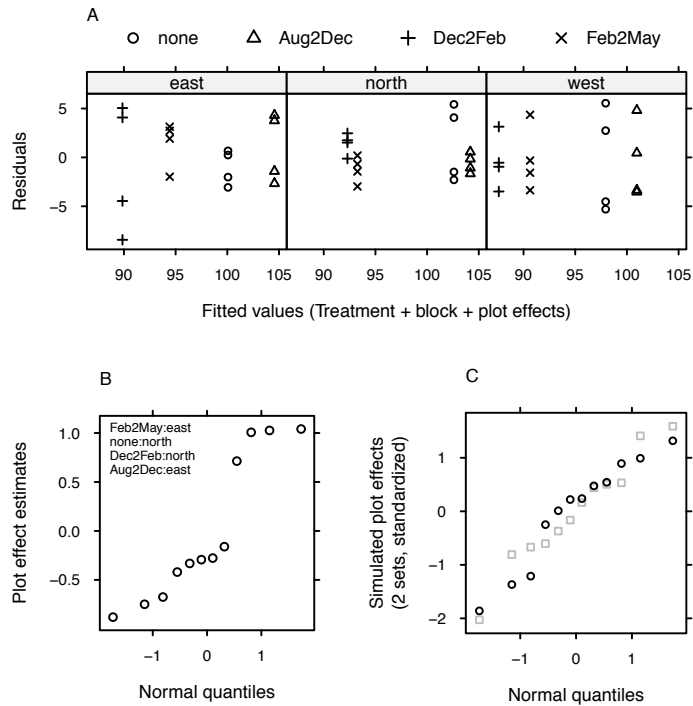 A
none Aug2Dec Dec2Feb Feb2May
east north west
Residuals
5
0
−5
90 95 100 105 90 95 100 105 90 95 100 105
Fitted values (Treatment + block + plot effects)
B
Plot effect estimates
1.0
0.5
0.0
−0.5
Feb2May:east
none:north
Dec2Feb:north
Aug2Dec:east
−1 0 1
Normal quantiles
C
Simulated plot effects
(2 sets, standardized)
1
0
−1
−2
−1 0 1
Normal quantiles